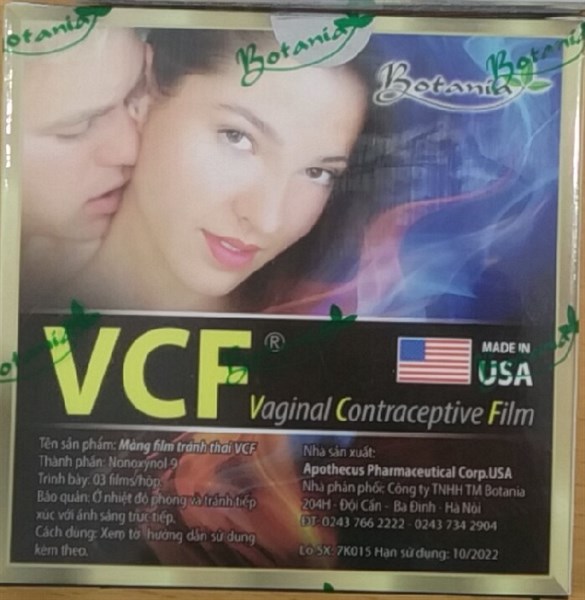 Botania
Botania
Botania
Botania
Botania
VCF®
MADE IN
USA
Vaginal Contraceptive Film
Tên sản phẩm: Màng film tránh thai VCF
Thành phần: Nonoxynol 9
Trình bày: 03 films/hộp
Bảo quản: Ở nhiệt độ phòng và tránh tiếp
xúc với ánh sáng trực tiếp.
Cách dùng: Xem tờ hướng dẫn sử dụng
kèm theo.
Nhà sản xuất:
Apothecus Pharmaceutical Corp.USA
Nhà phân phối: Công ty TNHH TM Botania
204H - Đội Cấn - Ba Đình - Hà Nội
ĐT: 0243 766 2222 - 0243 734 2904
Lô SX: 7K015 Hạn sử dụng: 10/2022